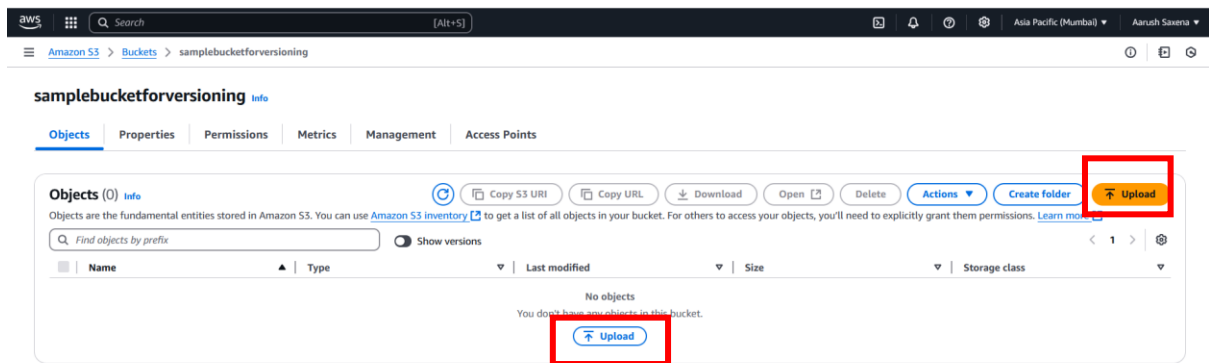 aws Search [Alt+S] Asia Pacific (Mumbai) ▼ Aarush Saxena ▼
Amazon S3 > Buckets > samplebucketforversioning
samplebucketforversioning Info
Objects Properties Permissions Metrics Management Access Points
Objects (0) Info Copy S3 URI Copy URL Download Open Delete Actions ▼ Create folder Upload
Objects are the fundamental entities stored in Amazon S3. You can use Amazon S3 inventory to get a list of all objects in your bucket. For others to access your objects, you'll need to explicitly grant them permissions. Learn more
Find objects by prefix Show versions < 1 >
Name ▲ Type ▽ Last modified ▽ Size ▽ Storage class ▽
No objects
You don't have any objects in this bucket.
Upload